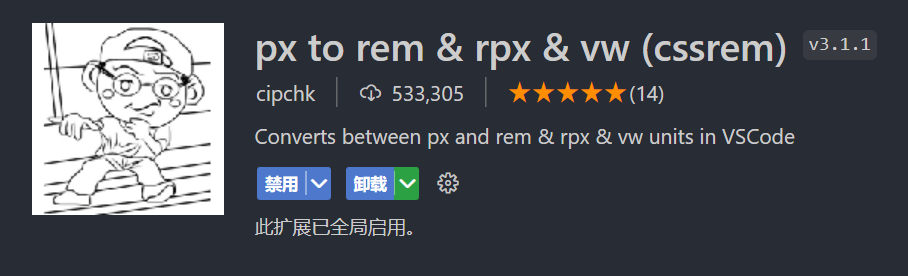 px to rem & rpx & vw (cssrem) v3.1.1
cipchk 533,305 ★★★★★(14)
Converts between px and rem & rpx & vw units in VSCode
禁用 卸载
此扩展已全局启用。